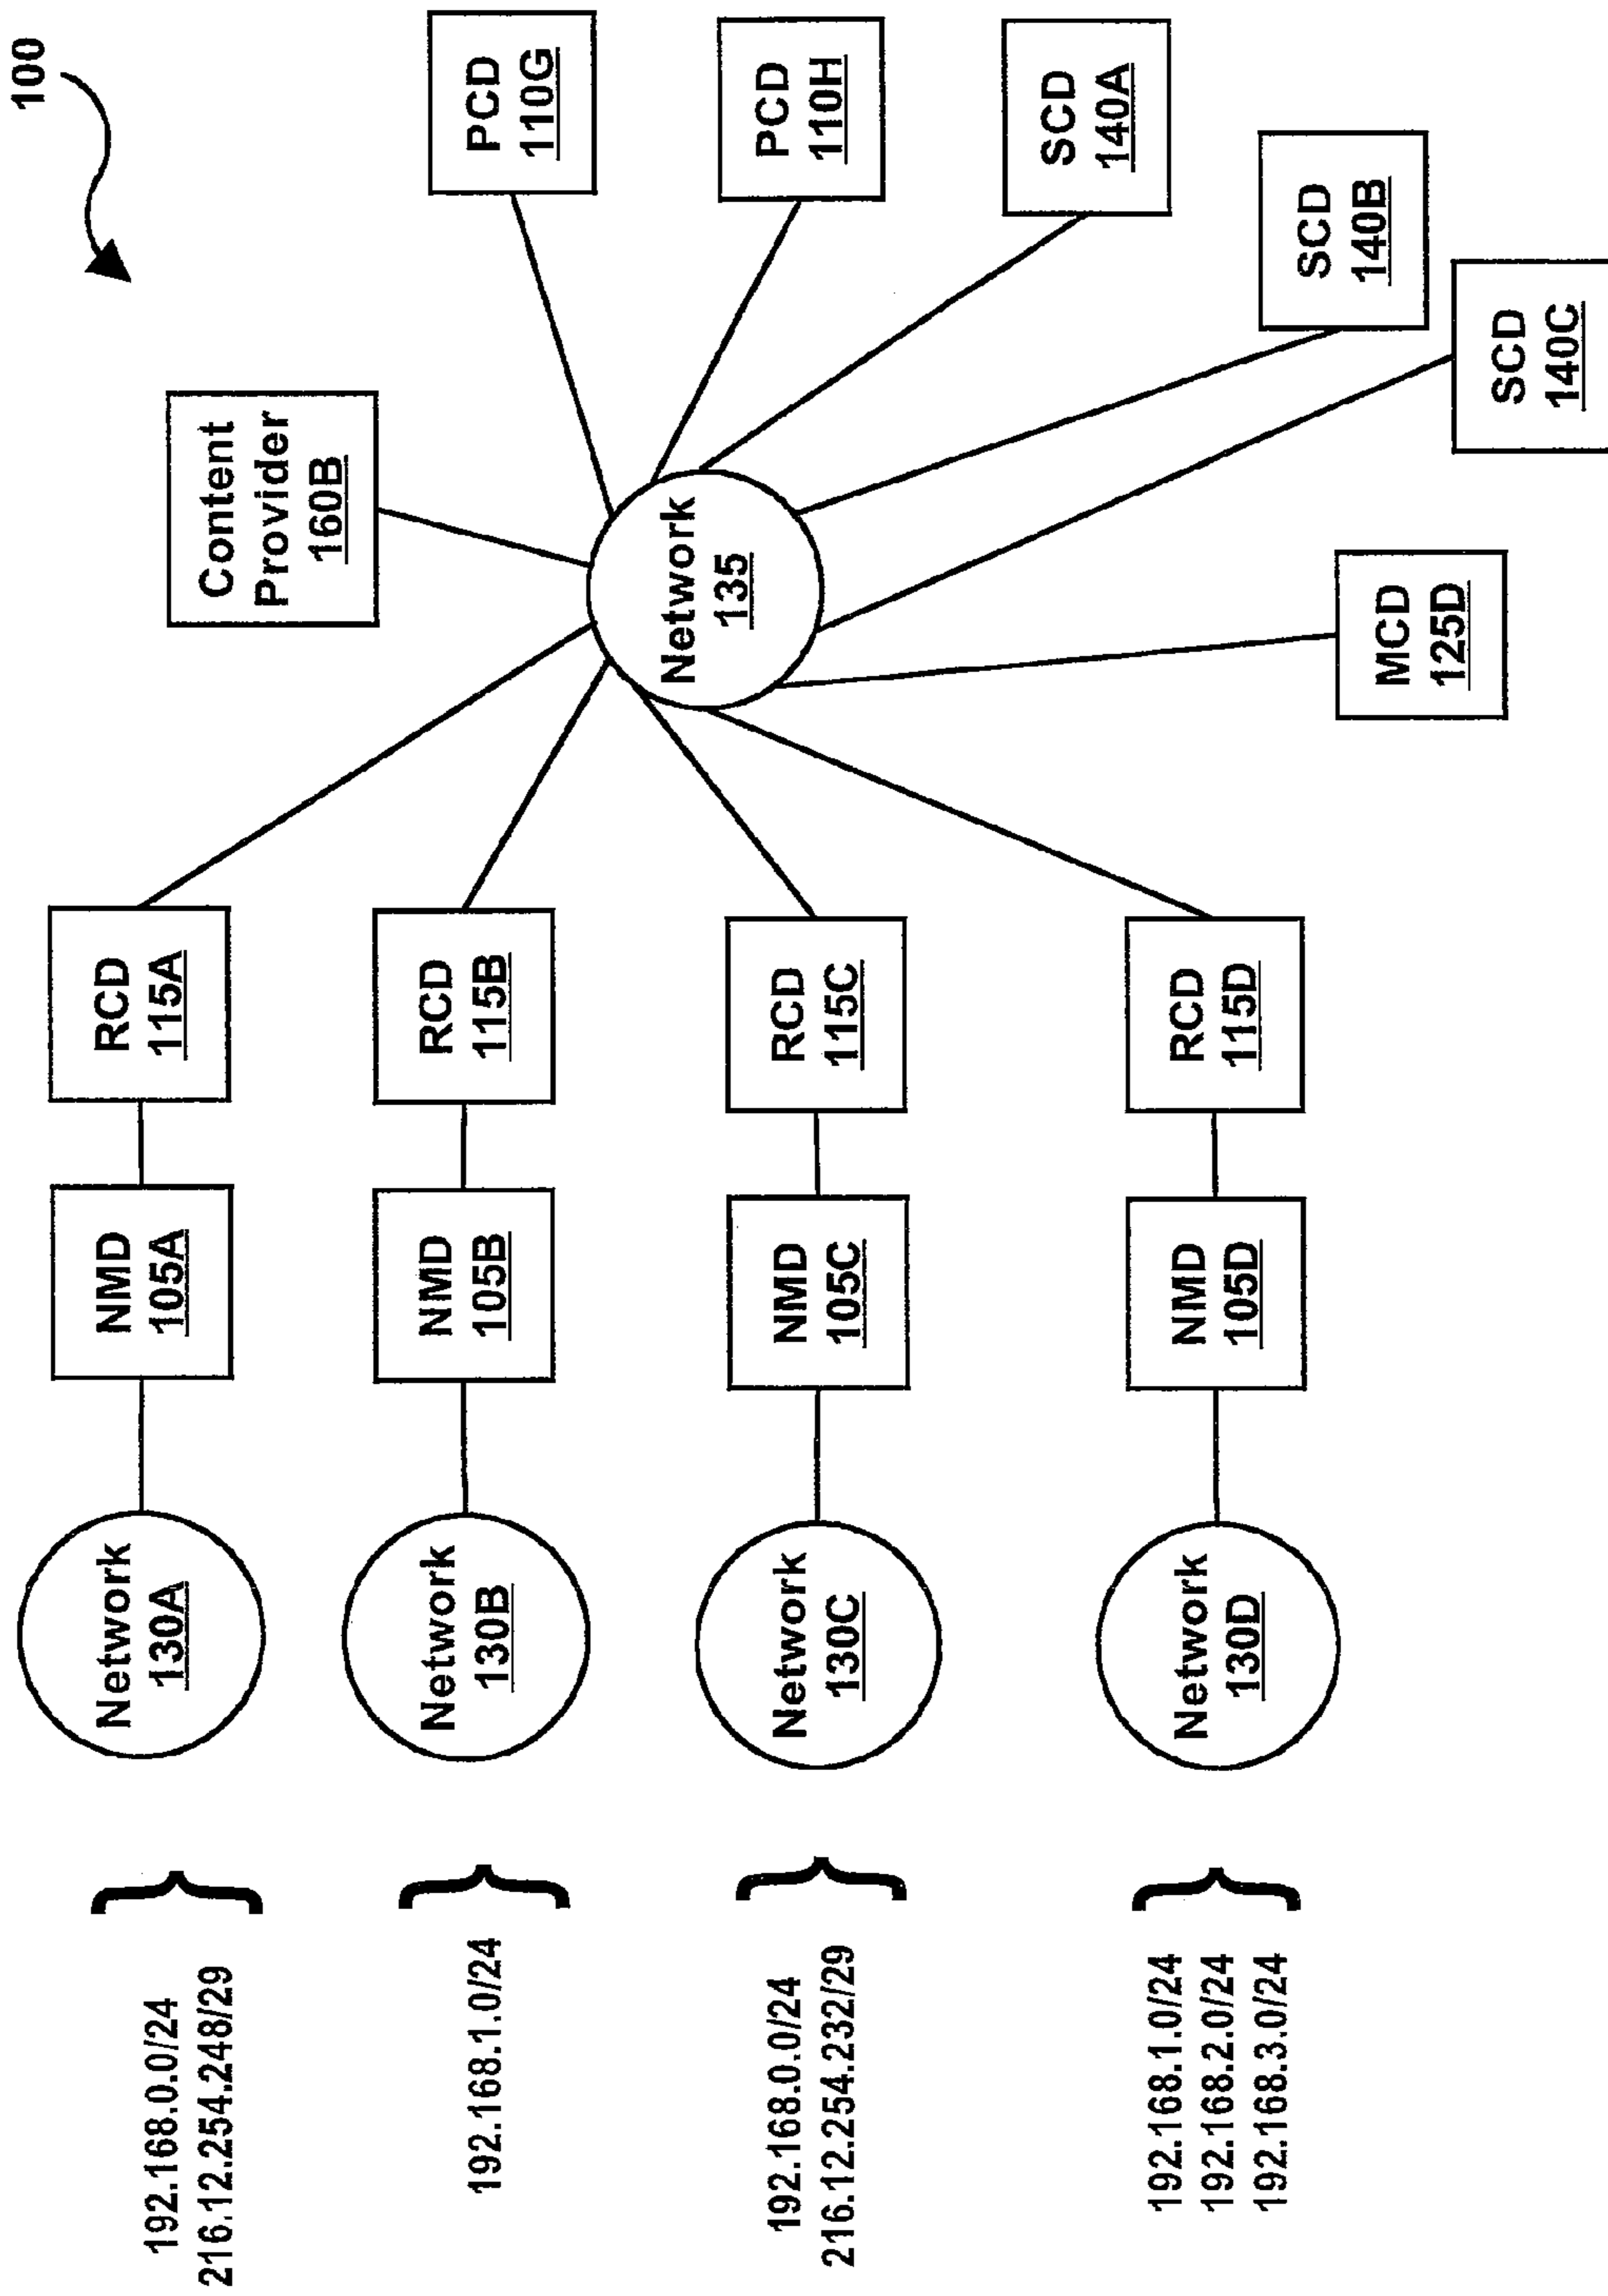 100
192.168.0.0/24
216.12.254.248/29
Network
130A
NMD
105A
RCD
115A
192.168.1.0/24
Network
130B
NMD
105B
RCD
115B
192.168.0.0/24
216.12.254.232/29
Network
130C
NMD
105C
RCD
115C
192.168.1.0/24
192.168.2.0/24
192.168.3.0/24
Network
130D
NMD
105D
RCD
115D
Content
Provider
160B
Network
135
PCD
110G
PCD
110H
SCD
140A
SCD
140B
SCD
140C
MCD
125D